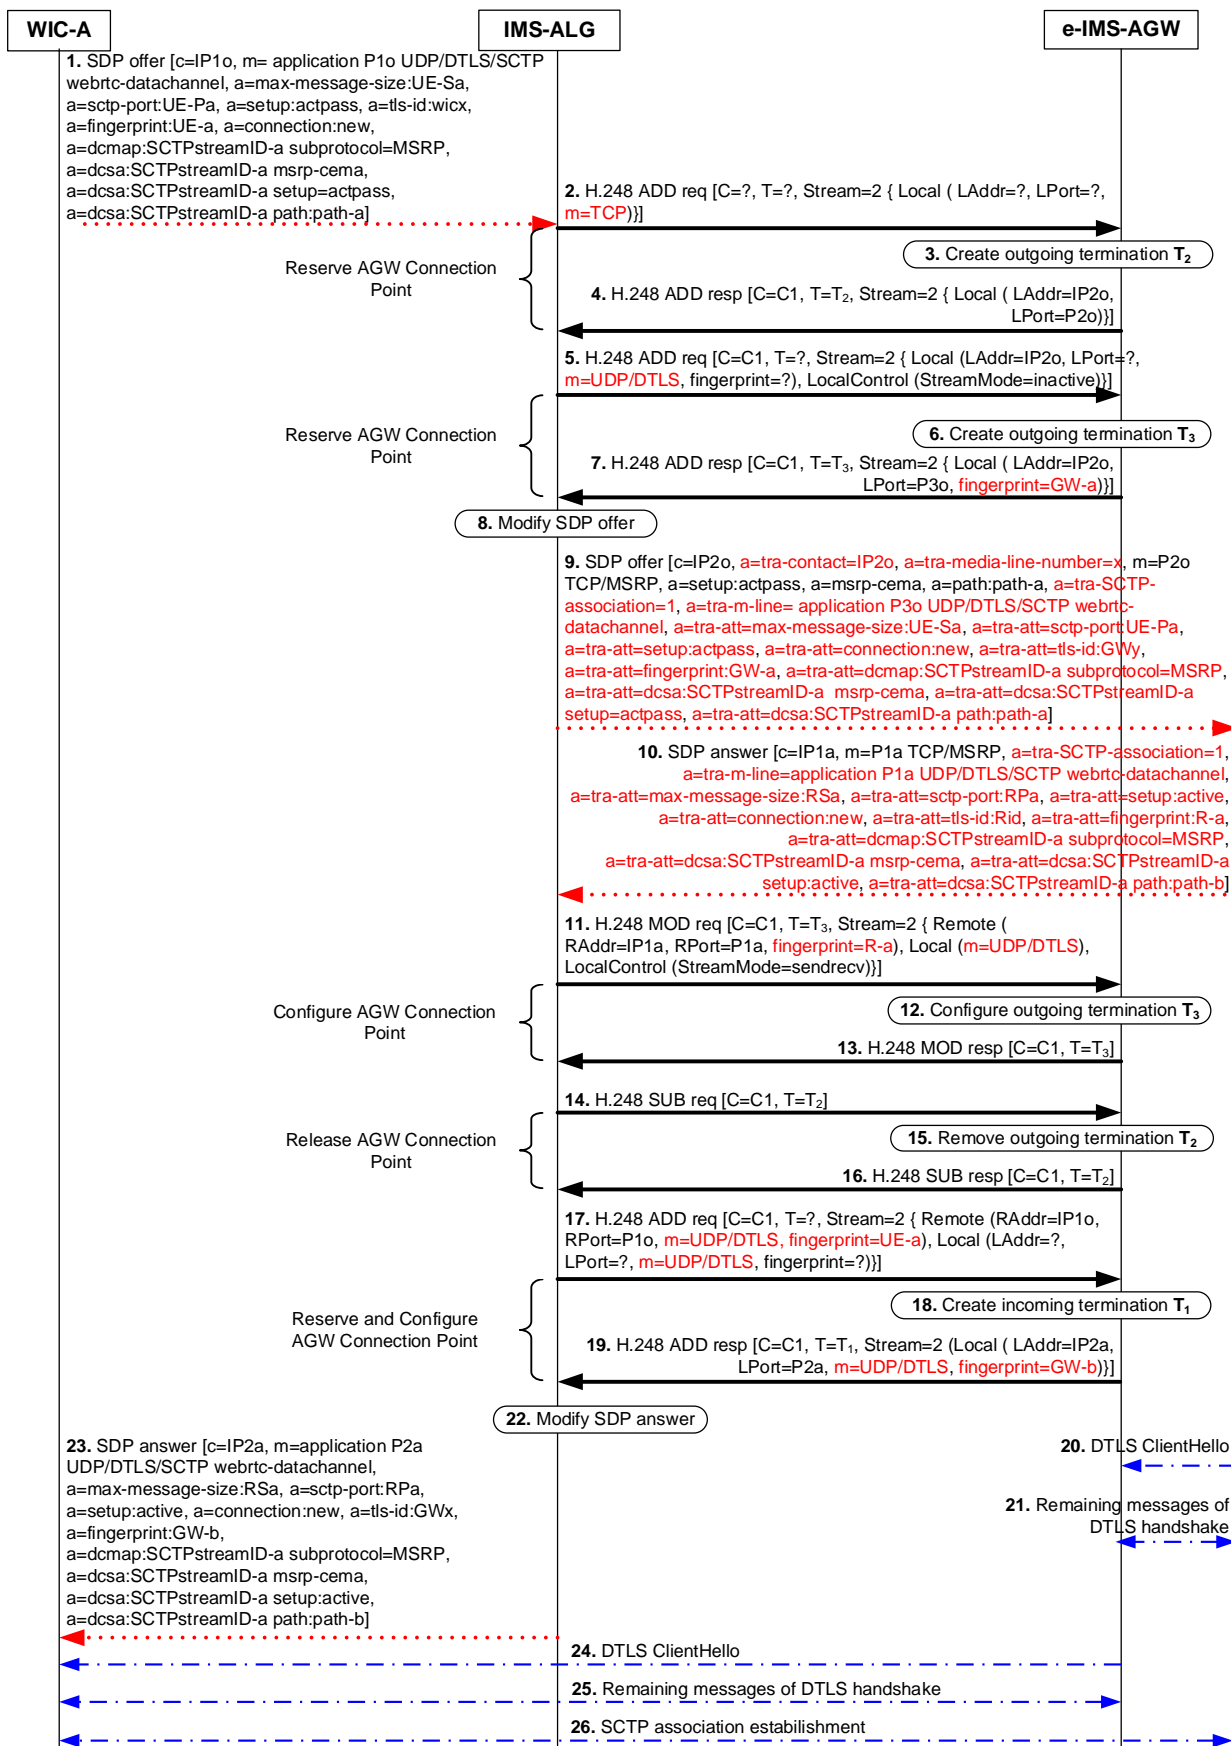 WIC-A
IMS-ALG
e-IMS-AGW
1. SDP offer [c=IP1o, m= application P1o UDP/DTLS/SCTP
webrtc-datachannel, a=max-message-size:UE-Sa,
a=sctp-port:UE-Pa, a=setup:actpass, a=tls-id:wicx,
a=fingerprint:UE-a, a=connection:new,
a=dcmap:SCTPstreamID-a subprotocol=MSRP,
a=dcsa:SCTPstreamID-a msrp-cema,
a=dcsa:SCTPstreamID-a setup=actpass,
a=dcsa:SCTPstreamID-a path:path-a]
2. H.248 ADD req [C=?, T=?, Stream=2 { Local ( LAddr=?, LPort=?,
m=TCP)}]
3. Create outgoing termination T2
Reserve AGW Connection
Point
4. H.248 ADD resp [C=C1, T=T2, Stream=2 { Local ( LAddr=IP2o,
LPort=P2o)}]
5. H.248 ADD req [C=C1, T=?, Stream=2 { Local (LAddr=IP2o, LPort=?,
m=UDP/DTLS, fingerprint=?), LocalControl (StreamMode=inactive)}]
6. Create outgoing termination T3
Reserve AGW Connection
Point
7. H.248 ADD resp [C=C1, T=T3, Stream=2 { Local ( LAddr=IP2o,
LPort=P3o, fingerprint=GW-a)}]
8. Modify SDP offer
9. SDP offer [c=IP2o, a=tra-contact=IP2o, a=tra-media-line-number=x, m=P2o
TCP/MSRP, a=setup:actpass, a=msrp-cema, a=path:path-a, a=tra-SCTP-
association=1, a=tra-m-line= application P3o UDP/DTLS/SCTP webrtc-
datachannel, a=tra-att=max-message-size:UE-Sa, a=tra-att=sctp-port:UE-Pa,
a=tra-att=setup:actpass, a=tra-att=connection:new, a=tra-att=tls-id:GWy,
a=tra-att=fingerprint:GW-a, a=tra-att=dcmap:SCTPstreamID-a subprotocol=MSRP,
a=tra-att=dcsa:SCTPstreamID-a msrp-cema, a=tra-att=dcsa:SCTPstreamID-a
setup=actpass, a=tra-att=dcsa:SCTPstreamID-a path:path-a]
10. SDP answer [c=IP1a, m=P1a TCP/MSRP, a=tra-SCTP-association=1,
a=tra-m-line=application P1a UDP/DTLS/SCTP webrtc-datachannel,
a=tra-att=max-message-size:RSa, a=tra-att=sctp-port:RPa, a=tra-att=setup:active,
a=tra-att=connection:new, a=tra-att=tls-id:Rid, a=tra-att=fingerprint:R-a,
a=tra-att=dcmap:SCTPstreamID-a subprotocol=MSRP,
a=tra-att=dcsa:SCTPstreamID-a msrp-cema, a=tra-att=dcsa:SCTPstreamID-a
setup:active, a=tra-att=dcsa:SCTPstreamID-a path:path-b]
11. H.248 MOD req [C=C1, T=T3, Stream=2 { Remote (
RAddr=IP1a, RPort=P1a, fingerprint=R-a), Local (m=UDP/DTLS),
LocalControl (StreamMode=sendrecv)}]
12. Configure outgoing termination T3
Configure AGW Connection
Point
13. H.248 MOD resp [C=C1, T=T3]
14. H.248 SUB req [C=C1, T=T2]
15. Remove outgoing termination T2
Release AGW Connection
Point
16. H.248 SUB resp [C=C1, T=T2]
17. H.248 ADD req [C=C1, T=?, Stream=2 { Remote (RAddr=IP1o,
RPort=P1o, m=UDP/DTLS, fingerprint=UE-a), Local (LAddr=?,
LPort=?, m=UDP/DTLS, fingerprint=?)}]
18. Create incoming termination T1
Reserve and Configure
AGW Connection Point
19. H.248 ADD resp [C=C1, T=T1, Stream=2 (Local ( LAddr=IP2a,
LPort=P2a, m=UDP/DTLS, fingerprint=GW-b)}]
22. Modify SDP answer
20. DTLS ClientHello
21. Remaining messages of
DTLS handshake
23. SDP answer [c=IP2a, m=application P2a
UDP/DTLS/SCTP webrtc-datachannel,
a=max-message-size:RSa, a=sctp-port:RPa,
a=setup:active, a=connection:new, a=tls-id:GWx,
a=fingerprint:GW-b,
a=dcmap:SCTPstreamID-a subprotocol=MSRP,
a=dcsa:SCTPstreamID-a msrp-cema,
a=dcsa:SCTPstreamID-a setup:active,
a=dcsa:SCTPstreamID-a path:path-b]
24. DTLS ClientHello
25. Remaining messages of DTLS handshake
26. SCTP association estabilishment